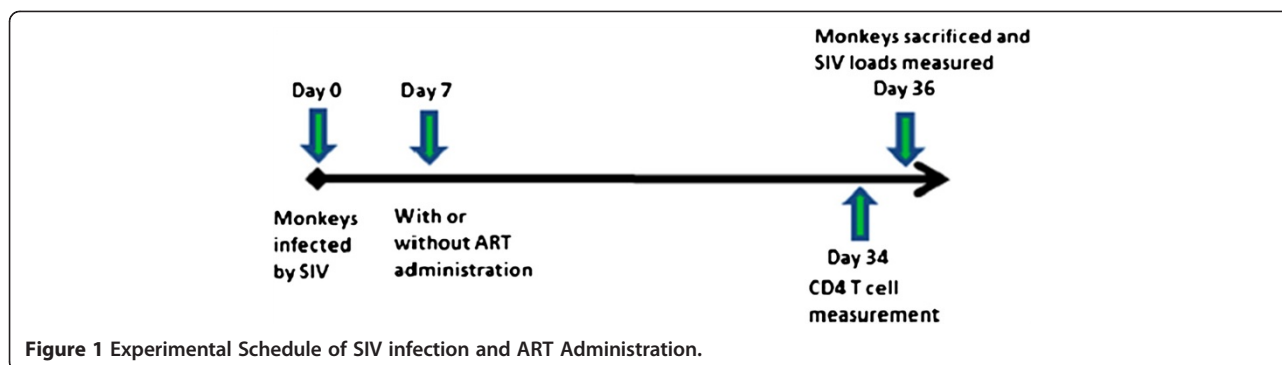 Monkeys sacrificed and
SIV loads measured
Day 0
Day 7
Day 36
Monkeys
infected
by SIV
With or
without ART
administration
Day 34
CD4 T cell
measurement
Figure 1 Experimental Schedule of SIV infection and ART Administration.